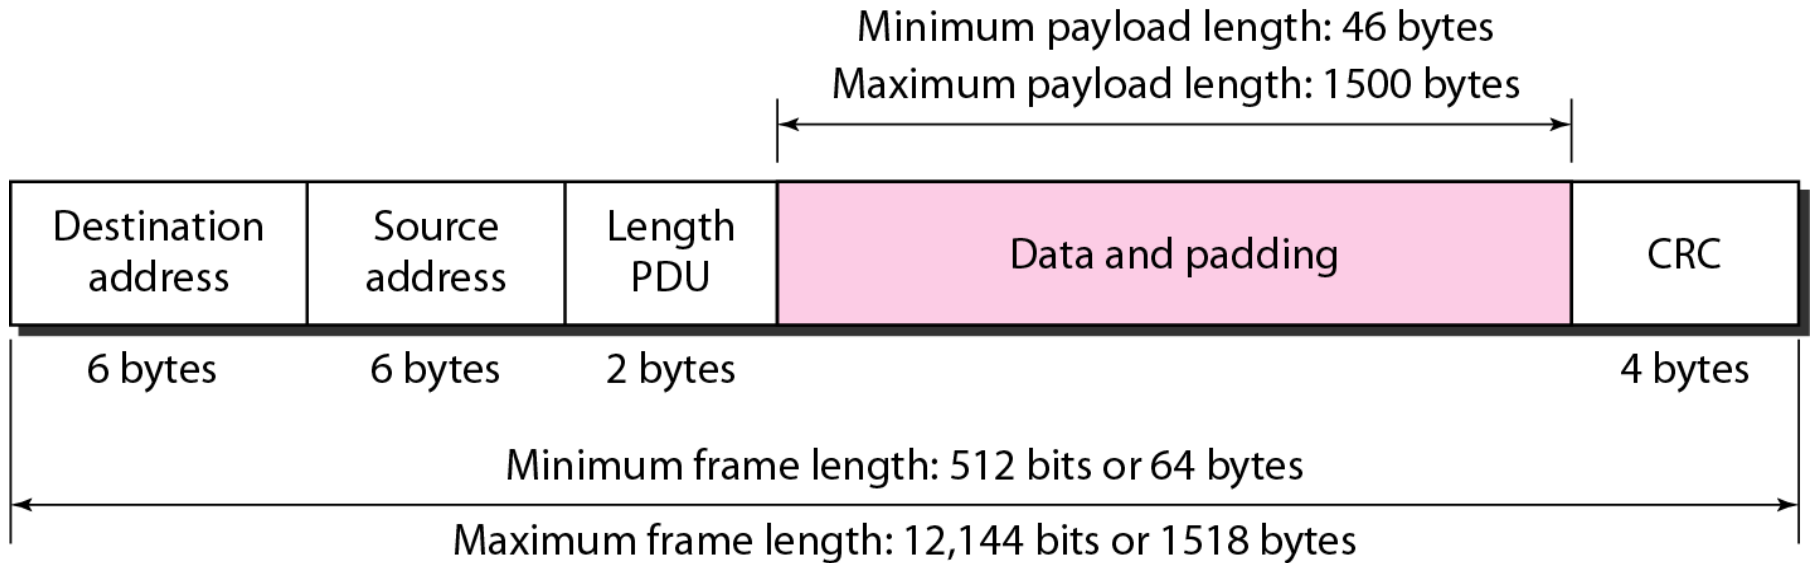 Minimum payload length: 46 bytes
Maximum payload length: 1500 bytes
Destination
address
Source
address
Length
PDU
Data and padding
CRC
6 bytes
6 bytes
2 bytes
4 bytes
Minimum frame length: 512 bits or 64 bytes
Maximum frame length: 12,144 bits or 1518 bytes